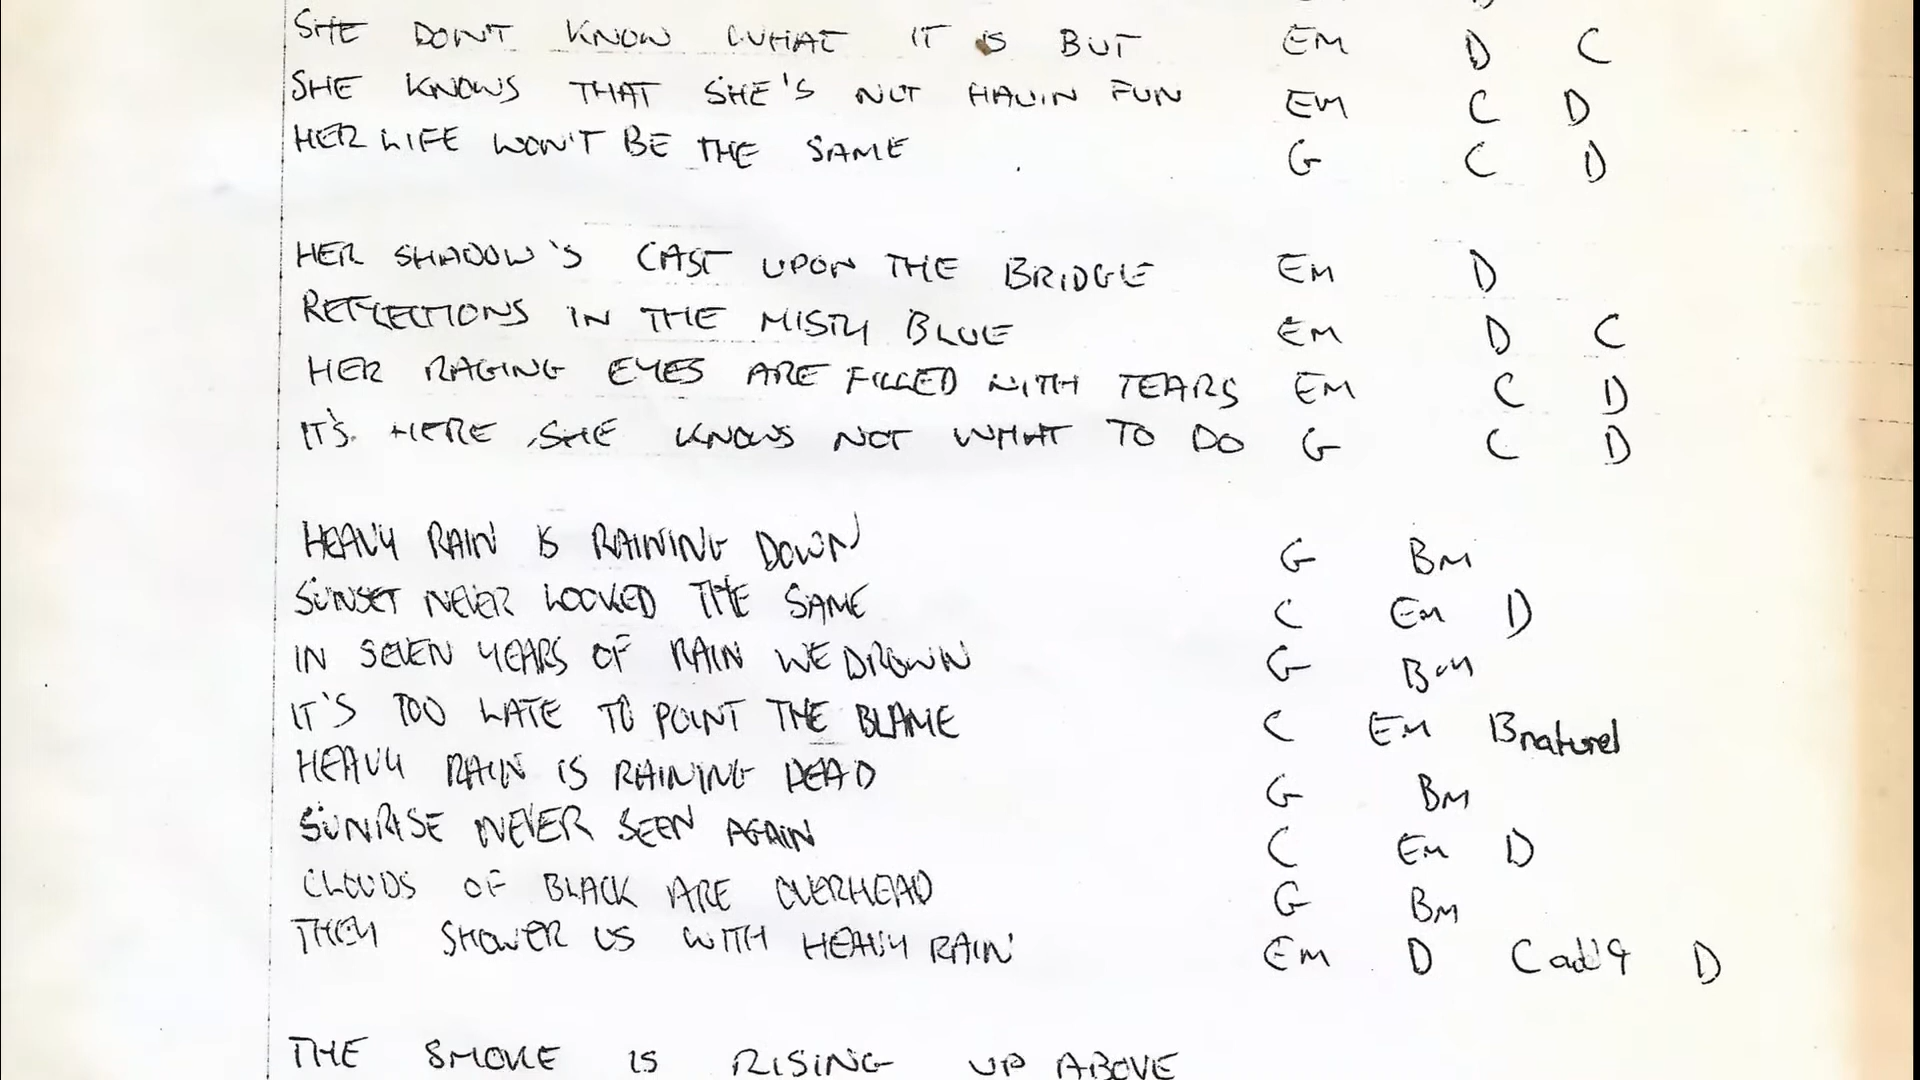 SHE DON'T KNOW WHAT IT IS BUT EM D C
SHE KNOWS THAT SHE'S NOT HAVIN FUN EM C D
HER LIFE WON'T BE THE SAME G C D
HER SHADOW'S CAST UPON THE BRIDGE EM D
REFLECTIONS IN THE MISTY BLUE EM D C
HER RAGING EYES ARE FILLED WITH TEARS EM C D
IT'S HERE SHE KNOWS NOT WHAT TO DO G C D
HEAVY RAIN IS RAINING DOWN G BM
SUNSET NEVER LOOKED THE SAME C EM D
IN SEVEN YEARS OF RAIN WE DROWN G BM
IT'S TOO LATE TO POINT THE BLAME C EM Bnaturel
HEAVY RAIN IS RAINING DEAD G BM
SUNRISE NEVER SEEN AGAIN C EM D
CLOUDS OF BLACK ARE OVERHEAD G BM
THEY SHOWER US WITH HEAVY RAIN EM D Cadd9 D
THE SMOKE IS RISING UP ABOVE